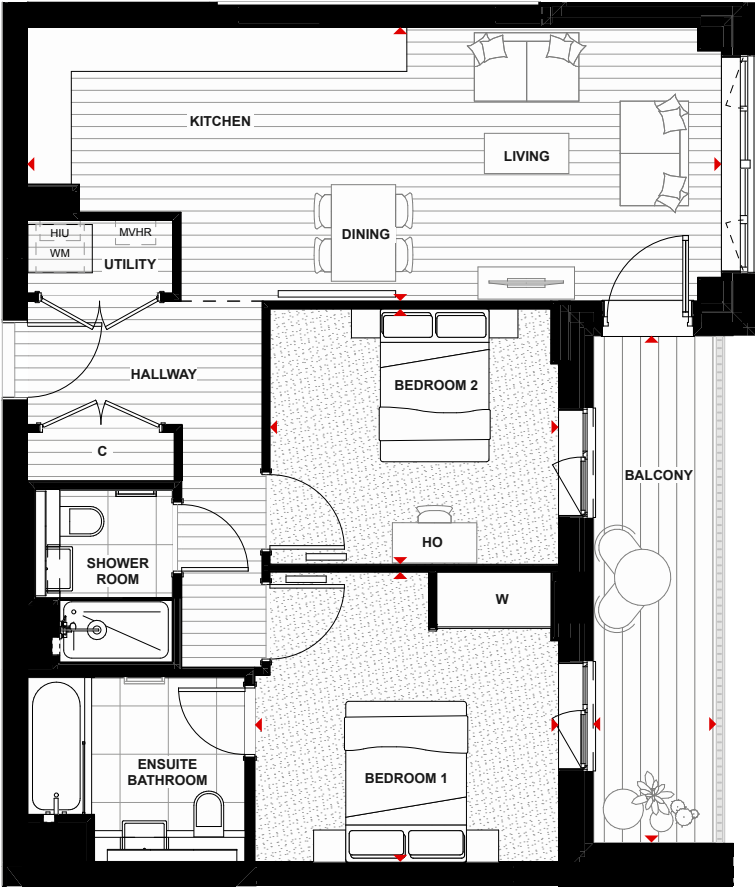 KITCHEN
LIVING
DINING
HIU
MVHR
WM
UTILITY
HALLWAY
BEDROOM 2
C
BALCONY
HO
SHOWER
ROOM
W
ENSUITE
BATHROOM
BEDROOM 1